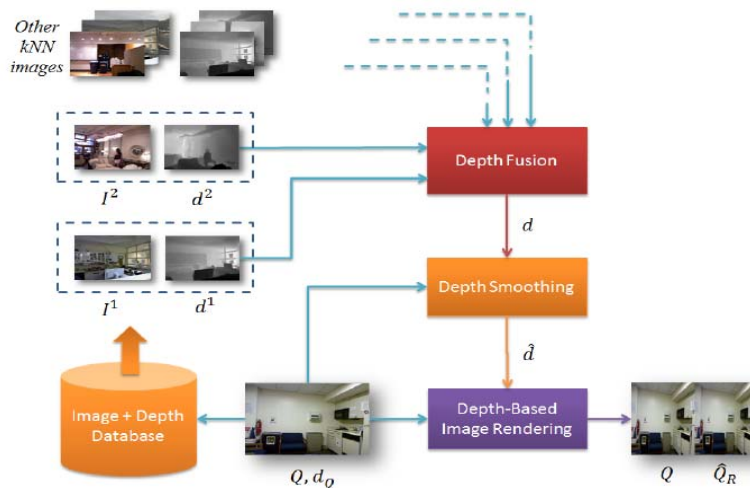 Other
kNN
images
Depth Fusion
I² d²
d
Depth Smoothing
I¹ d¹
d̂
Image + Depth
Database
Depth-Based
Image Rendering
Q, d_Q
Q Q̂_R